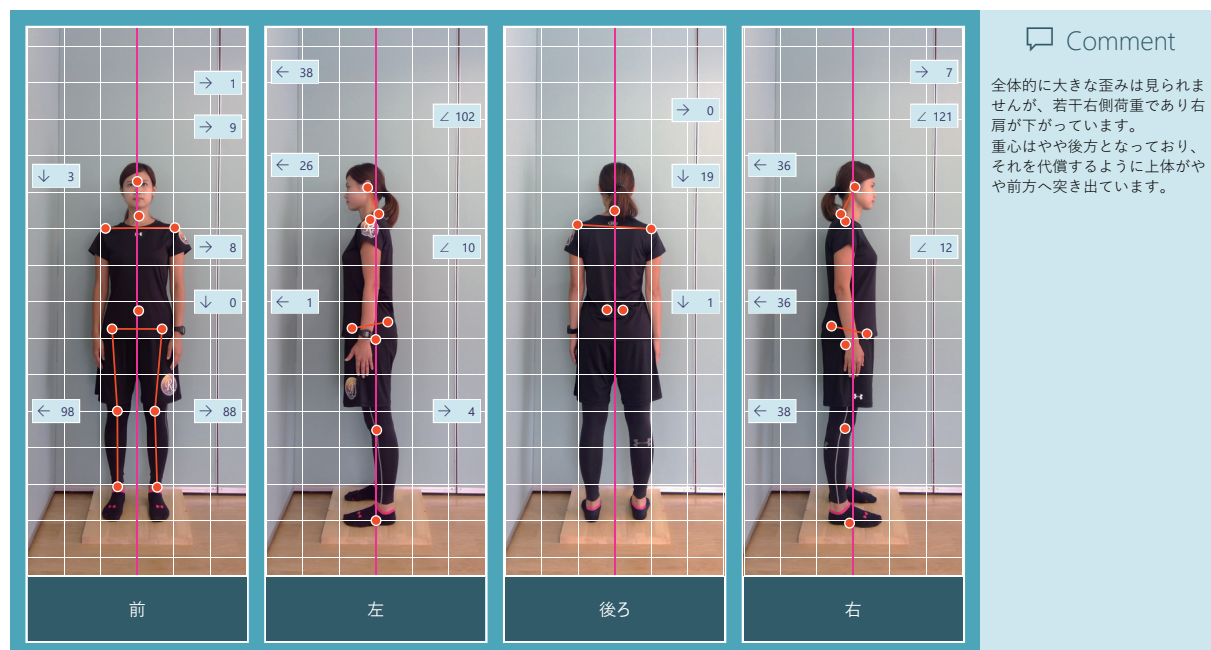 → 1
→ 9
↓ 3
→ 8
↓ 0
← 98
→ 88
前
← 38
∠ 102
← 26
∠ 10
← 1
→ 4
左
→ 0
↓ 19
↓ 1
後ろ
→ 7
∠ 121
← 36
∠ 12
← 36
← 38
右
Comment
全体的に大きな歪みは見られま
せんが、若干右側荷重であり右
肩が下がっています。
重心はやや後方となっており、
それを代償するように上体がや
や前方へ突き出ています。